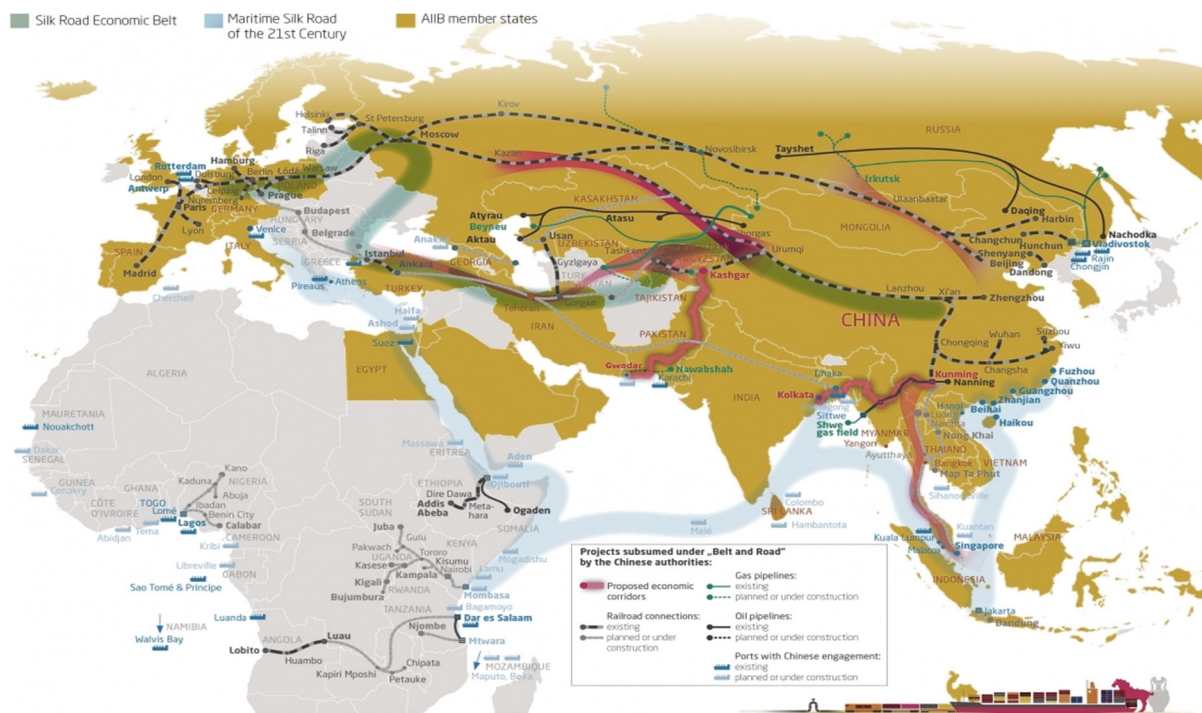 Silk Road Economic Belt
Maritime Silk Road
of the 21st Century
AIIB member states
Helsinki
St Petersburg
Talinn
Riga
Moscow
Kirov
Kazan
Novosibirsk
RUSSIA
Tayshet
Irkutsk
Ulaanbaatar
MONGOLIA
Daqing
Harbin
Changchun
Hunchun
Shenyang
Beijing
Dandong
Nachodka
Vladivostok
Rajin
Chongjin
Rotterdam
Hamburg
London
Duisburg
Berlin
Łódź
Warsaw
Antwerp
Leipzig
POLAND
Prague
Nuremberg
GERMANY
Paris
Lyon
HUNGARY
Budapest
Belgrade
SERBIA
Venice
ITALY
SPAIN
Madrid
GREECE
Istanbul
Athens
Piraeus
Ankara
TURKEY
GEORGIA
Anaklia
Cherchell
Atyrau
Beyneu
Aktau
KAZAKHSTAN
Atasu
Usan
UZBEKISTAN
Tashkent
Gyzlgaya
Urumqi
Kashgar
TAJIKISTAN
Teheran
Gorgan
IRAN
PAKISTAN
Gwadar
Nawabshah
Karachi
Lanzhou
Xi'an
Zhengzhou
CHINA
Chongqing
Wuhan
Suzhou
Yiwu
Changsha
Kunming
Nanning
Fuzhou
Quanzhou
Guangzhou
Zhanjian
Beihai
Haikou
Hanoi
Haifa
Ashod
Suez
EGYPT
ALGERIA
MAURETANIA
Nouakchott
Dakar
SENEGAL
GUINEA
Conakry
CÔTE
D'IVOIRE
GHANA
TOGO
Lomé
Abidjan
Tema
Lagos
Kano
Kaduna
NIGERIA
Abuja
Ibadan
Benin City
Calabar
CAMEROON
Kribi
Libreville
GABON
Sao Tomé & Príncipe
Luanda
NAMIBIA
Walvis Bay
ANGOLA
Lobito
Huambo
Luau
Kapiri Mposhi
Petauke
Chipata
Massawa
ERITREA
Aden
Djibouti
ETHIOPIA
Dire Dawa
Addis
Abeba
Meta-
hara
Ogaden
SOMALIA
SOUTH
SUDAN
Juba
Gulu
Pakwach
UGANDA
Tororo
KENYA
Kasese
Kisumu
Kampala
Nairobi
Kigali
RWANDA
Bujumbura
Lamu
Mogadishu
Mombasa
Bagamoyo
TANZANIA
Dar es Salaam
Njombe
Mtwara
MOZAMBIQUE
Maputo, Beira
INDIA
Dhaka
Kolkata
Sittwe
Shwe
gas field
MYANMAR
Yangon
Nong Khai
THAILAND
Ayutthaya
Bangkok
Map Ta Phut
VIETNAM
Sihanoukville
Colombo
SRI LANKA
Hambantota
Malé
Kuala Lumpur
Malacca
Kuantan
Singapore
MALAYSIA
INDONESIA
Jakarta
Bandung
Projects subsumed under „Belt and Road“
by the Chinese authorities:
Proposed economic
corridors
Railroad connections:
existing
planned or under
construction
Gas pipelines:
existing
planned or under construction
Oil pipelines:
existing
planned or under construction
Ports with Chinese engagement:
existing
planned or under construction